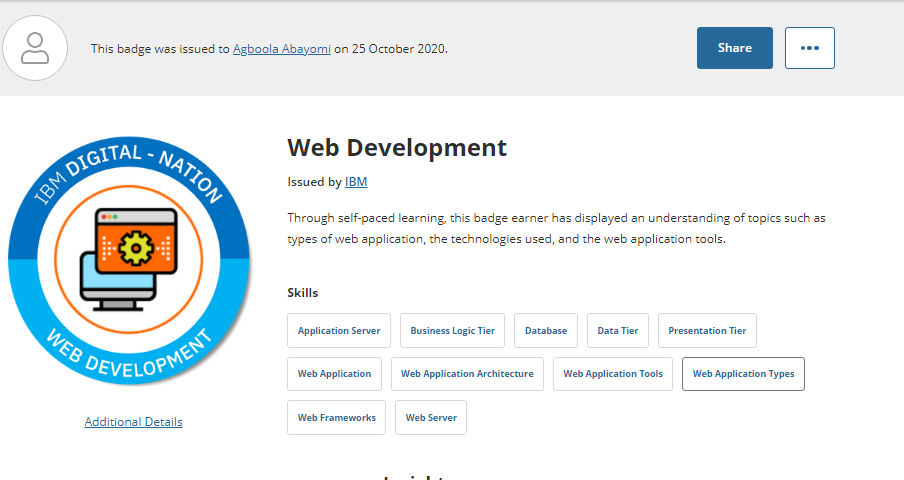 This badge was issued to Agboola Abayomi on 25 October 2020.
Share
IBM DIGITAL - NATION
WEB DEVELOPMENT
Additional Details
Web Development
Issued by IBM
Through self-paced learning, this badge earner has displayed an understanding of topics such as
types of web application, the technologies used, and the web application tools.
Skills
Application Server
Business Logic Tier
Database
Data Tier
Presentation Tier
Web Application
Web Application Architecture
Web Application Tools
Web Application Types
Web Frameworks
Web Server